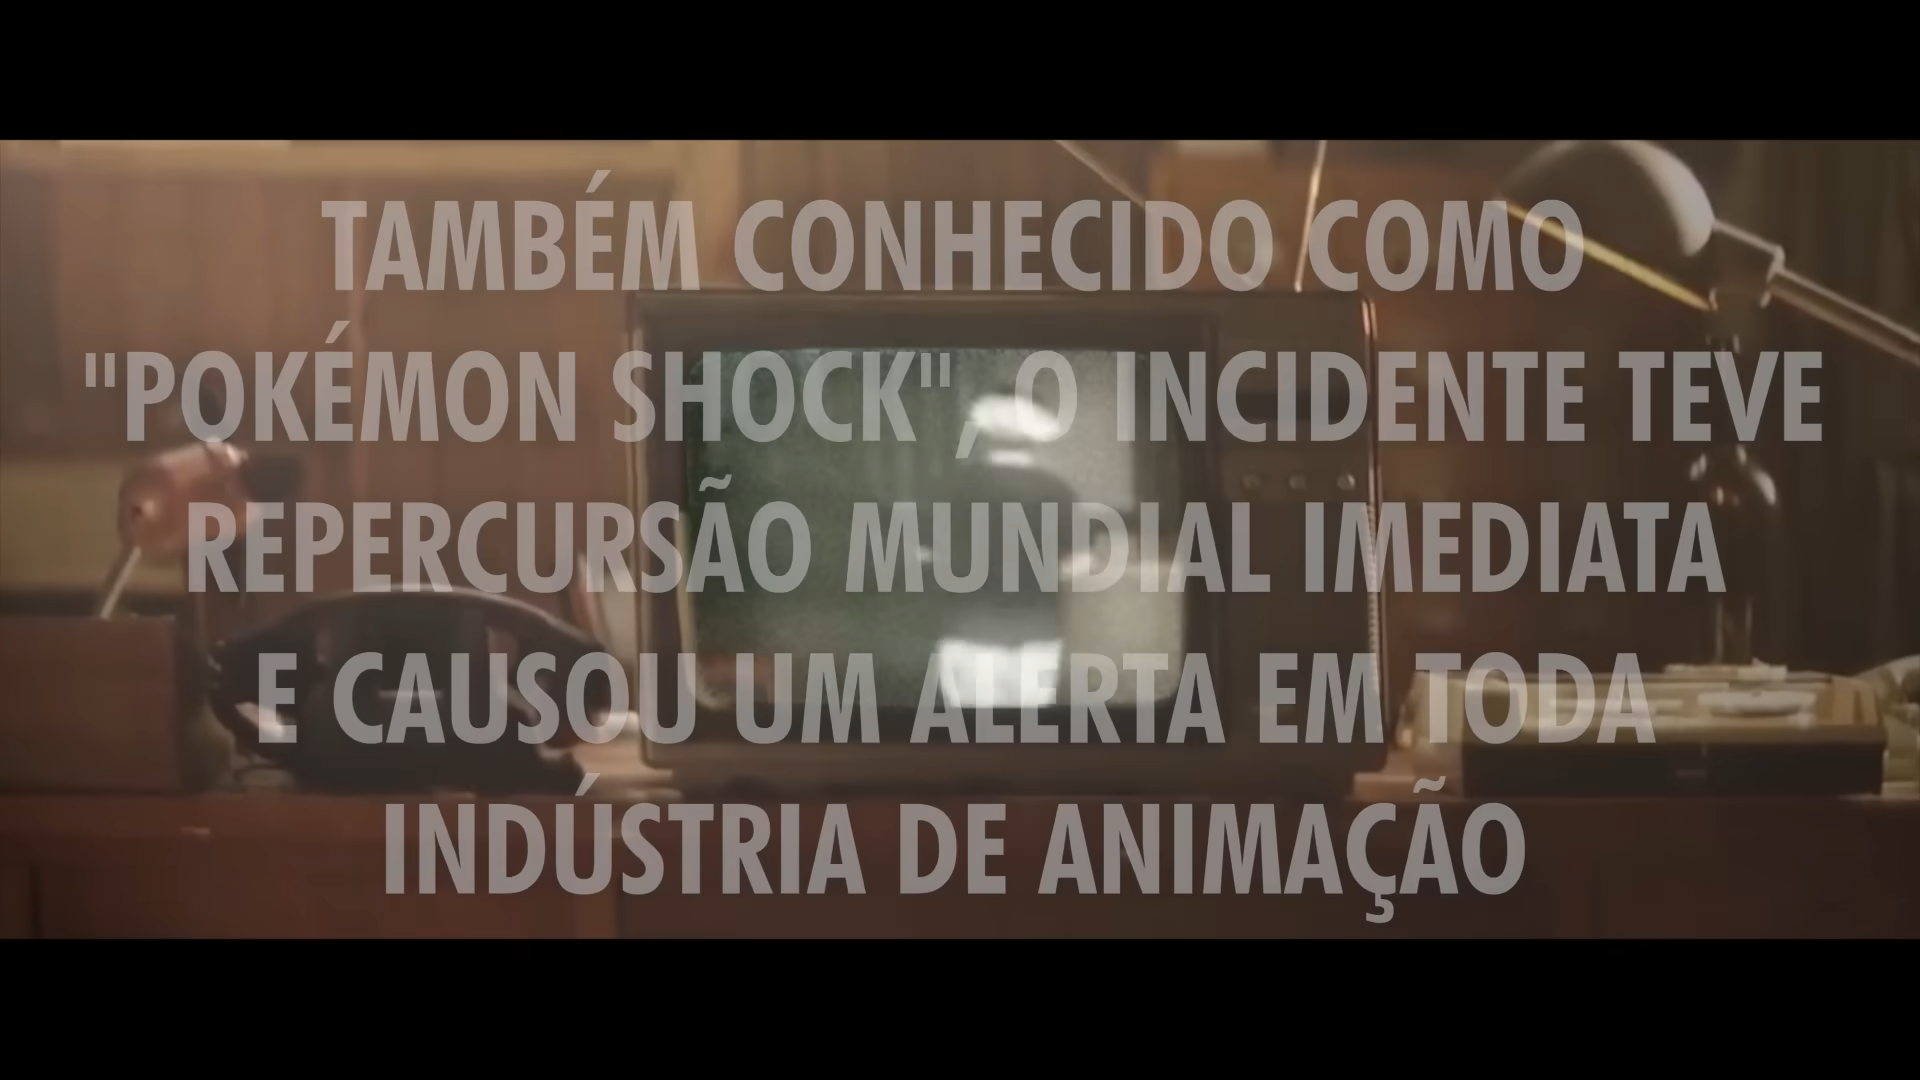 TAMBÉM CONHECIDO COMO
"POKÉMON SHOCK", O INCIDENTE TEVE
REPERCURSÃO MUNDIAL IMEDIATA
E CAUSOU UM ALERTA EM TODA
INDÚSTRIA DE ANIMAÇÃO